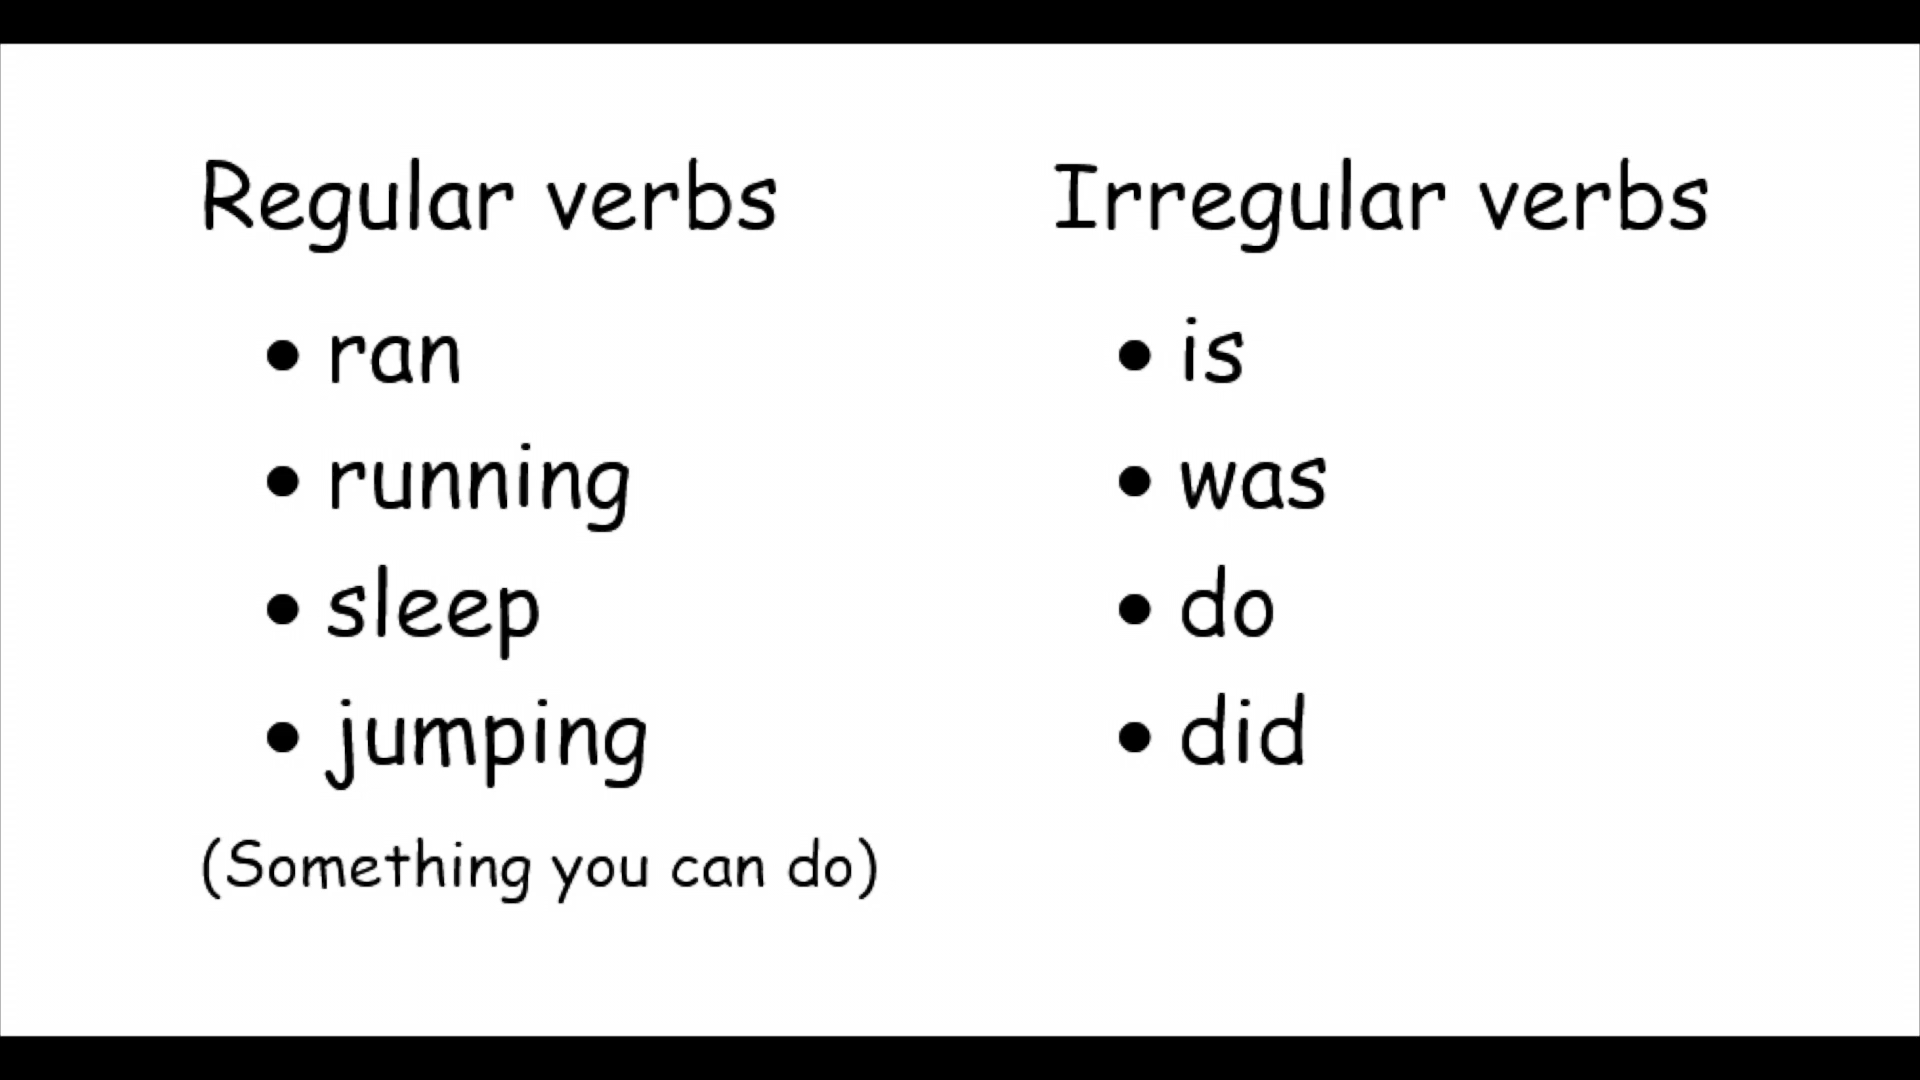 Regular verbs
• ran
• running
• sleep
• jumping
(Something you can do)
Irregular verbs
• is
• was
• do
• did